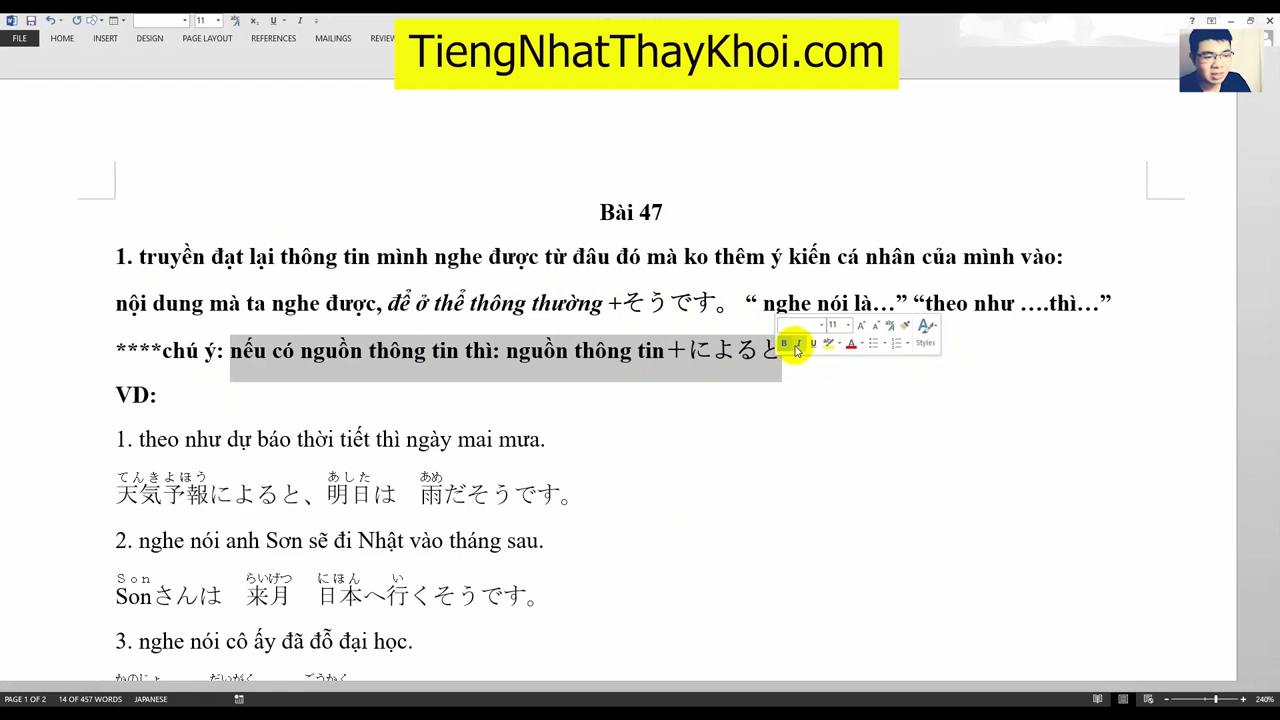 TiengNhatThayKhoi.com
11
FILE HOME INSERT DESIGN PAGE LAYOUT REFERENCES MAILINGS
Bài 47
1. truyền đạt lại thông tin mình nghe được từ đâu đó mà ko thêm ý kiến cá nhân của mình vào:
nội dung mà ta nghe được, để ở thể thông thường +そうです。 “ nghe nói là…” “theo như ….thì…”
11
****chú ý: nếu có nguồn thông tin thì: nguồn thông tin＋によると
B I U Styles
VD:
1. theo như dự báo thời tiết thì ngày mai mưa.
てんきよほう あした あめ
天気予報によると、明日は　雨だそうです。
2. nghe nói anh Sơn sẽ đi Nhật vào tháng sau.
Ｓｏｎ らいげつ にほん い
Sonさんは　来月　日本へ行くそうです。
3. nghe nói cô ấy đã đỗ đại học.
PAGE 1 OF 2 14 OF 457 WORDS JAPANESE 240%